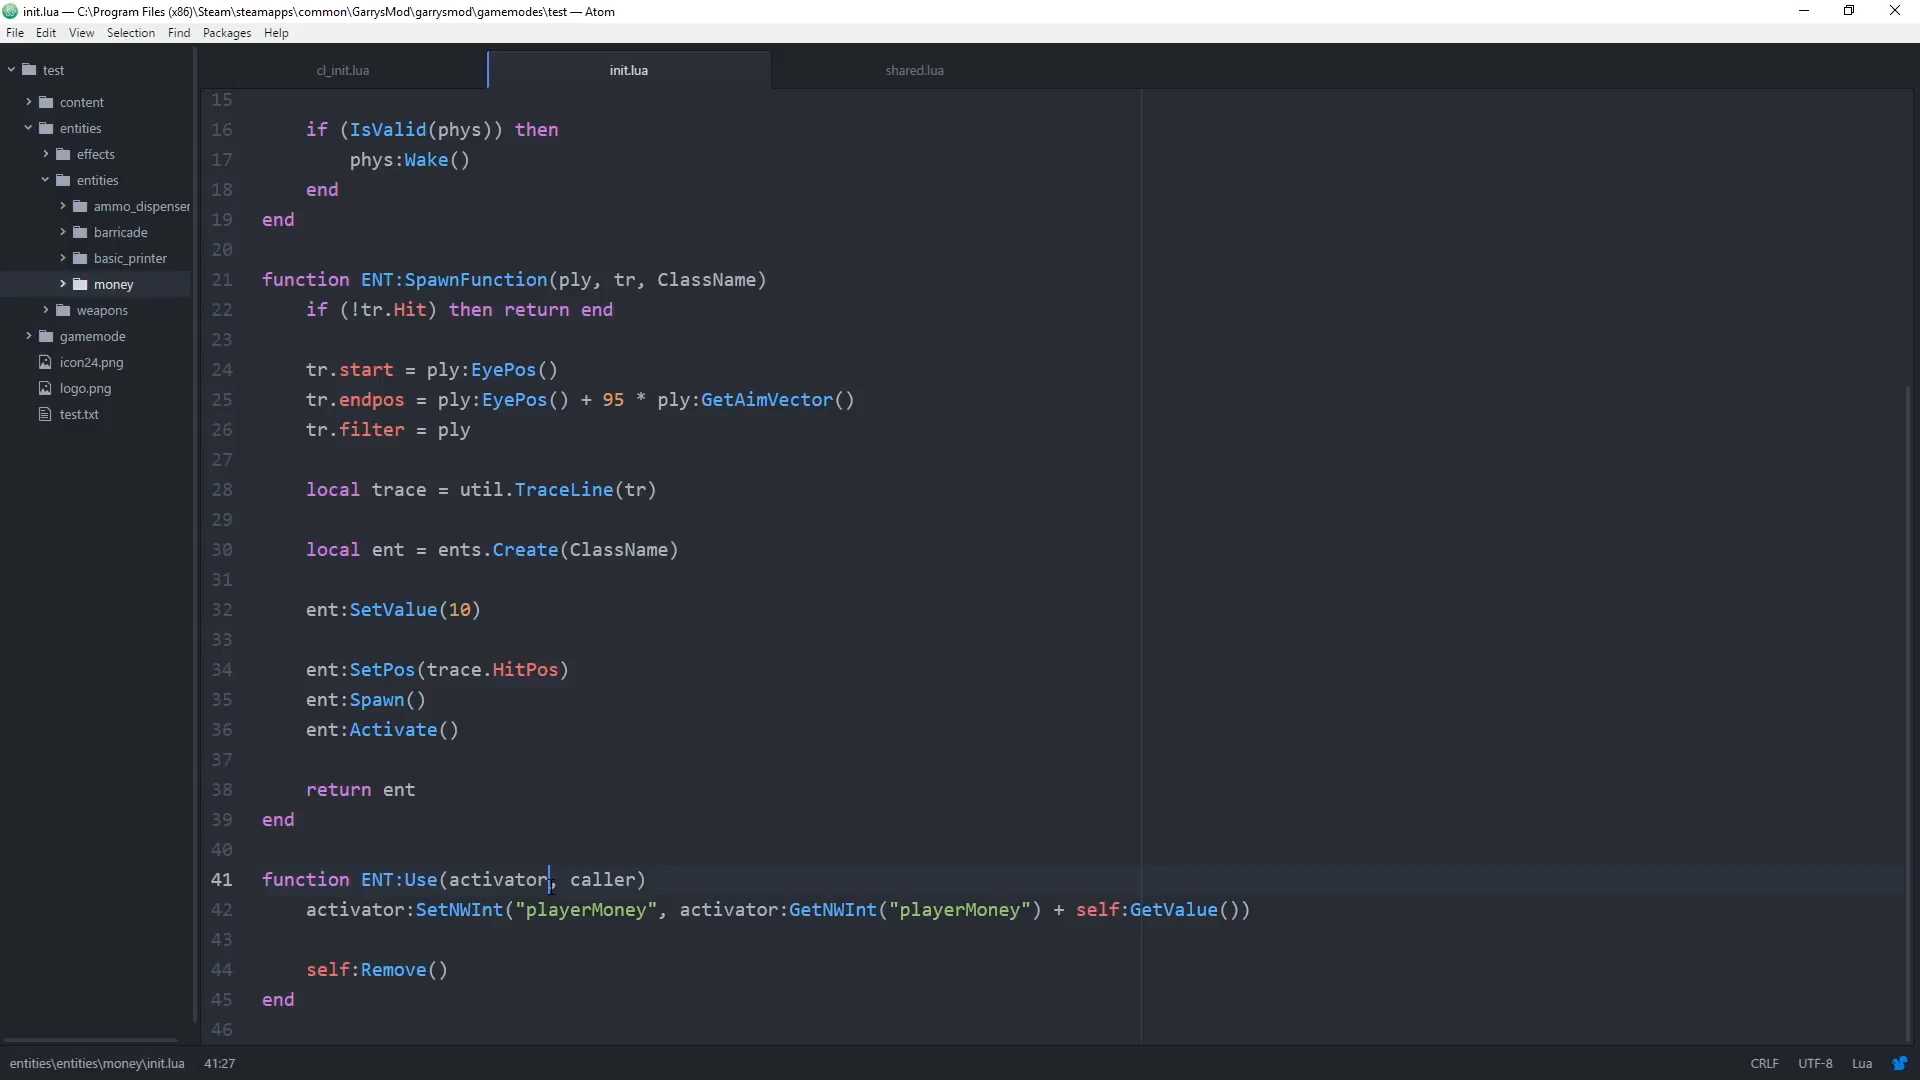 init.lua — C:\Program Files (x86)\Steam\steamapps\common\GarrysMod\garrysmod\gamemodes\test — Atom
File Edit View Selection Find Packages Help
test
content
entities
effects
entities
ammo_dispenser
barricade
basic_printer
money
weapons
gamemode
icon24.png
logo.png
test.txt
cl_init.lua init.lua shared.lua
15
16 if (IsValid(phys)) then
17 phys:Wake()
18 end
19 end
20
21 function ENT:SpawnFunction(ply, tr, ClassName)
22 if (!tr.Hit) then return end
23
24 tr.start = ply:EyePos()
25 tr.endpos = ply:EyePos() + 95 * ply:GetAimVector()
26 tr.filter = ply
27
28 local trace = util.TraceLine(tr)
29
30 local ent = ents.Create(ClassName)
31
32 ent:SetValue(10)
33
34 ent:SetPos(trace.HitPos)
35 ent:Spawn()
36 ent:Activate()
37
38 return ent
39 end
40
41 function ENT:Use(activator, caller)
42 activator:SetNWInt("playerMoney", activator:GetNWInt("playerMoney") + self:GetValue())
43
44 self:Remove()
45 end
46
entities\entities\money\init.lua 41:27 CRLF UTF-8 Lua